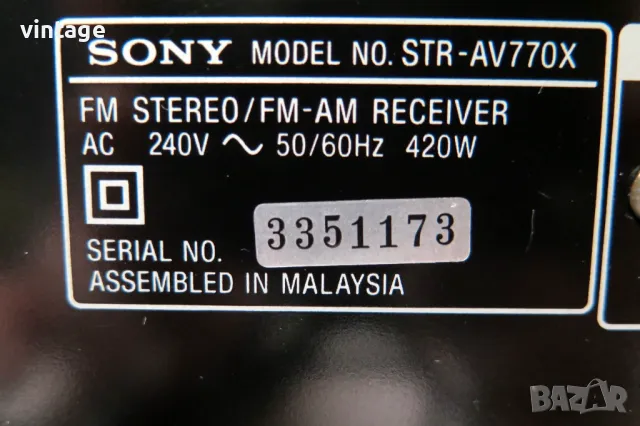 vintage
SONY MODEL NO. STR-AV770X
FM STEREO/FM-AM RECEIVER
AC 240V ~ 50/60Hz 420W
SERIAL NO. 3351173
ASSEMBLED IN MALAYSIA
BAZAR